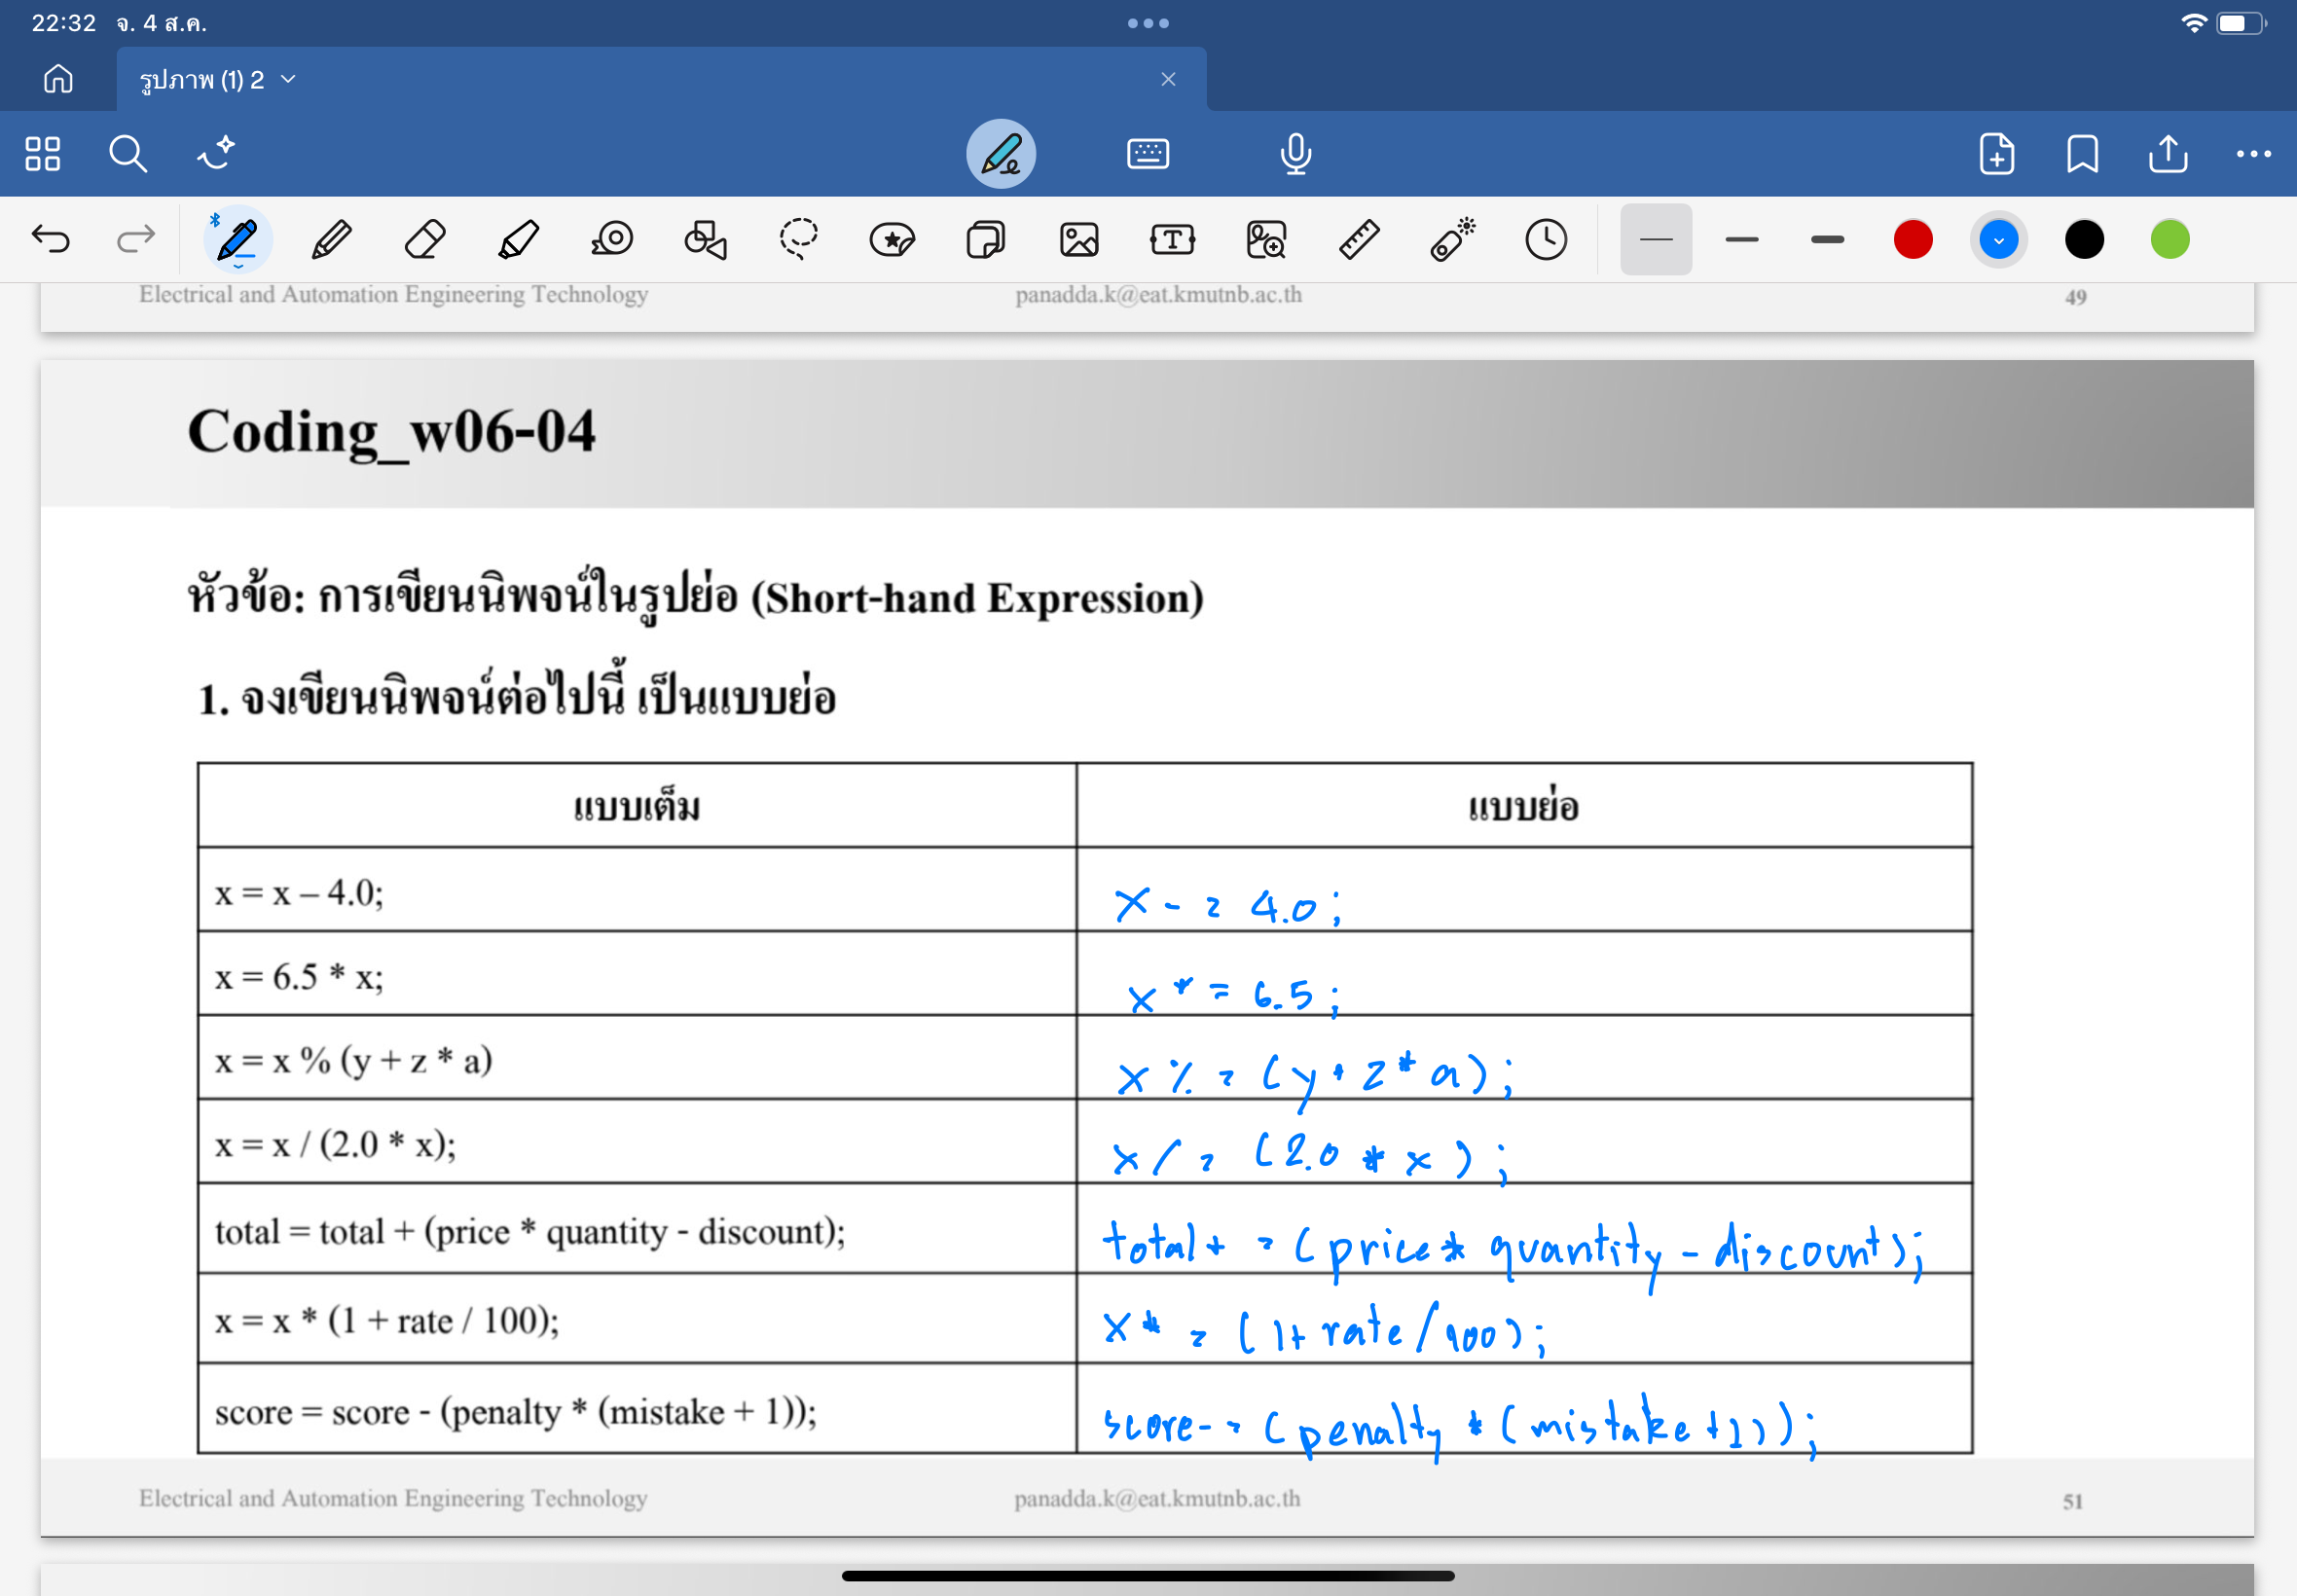 22:32 จ. 4 ส.ค.
รูปภาพ (1) 2
Electrical and Automation Engineering Technology panadda.k@eat.kmutnb.ac.th 49
Coding_w06-04
หัวข้อ: การเขียนนิพจน์ในรูปย่อ (Short-hand Expression)
1. จงเขียนนิพจน์ต่อไปนี้ เป็นแบบย่อ
แบบเต็ม แบบย่อ
x = x – 4.0; x - = 4.0 ;
x = 6.5 * x; x * = 6.5 ;
x = x % (y + z * a) x % = (y + z * a) ;
x = x / (2.0 * x); x / = (2.0 * x) ;
total = total + (price * quantity - discount); total + = (price * quantity - discount);
x = x * (1 + rate / 100); x * = (1 + rate / 100);
score = score - (penalty * (mistake + 1)); score - = (penalty * (mistake + 1));
Electrical and Automation Engineering Technology panadda.k@eat.kmutnb.ac.th 51